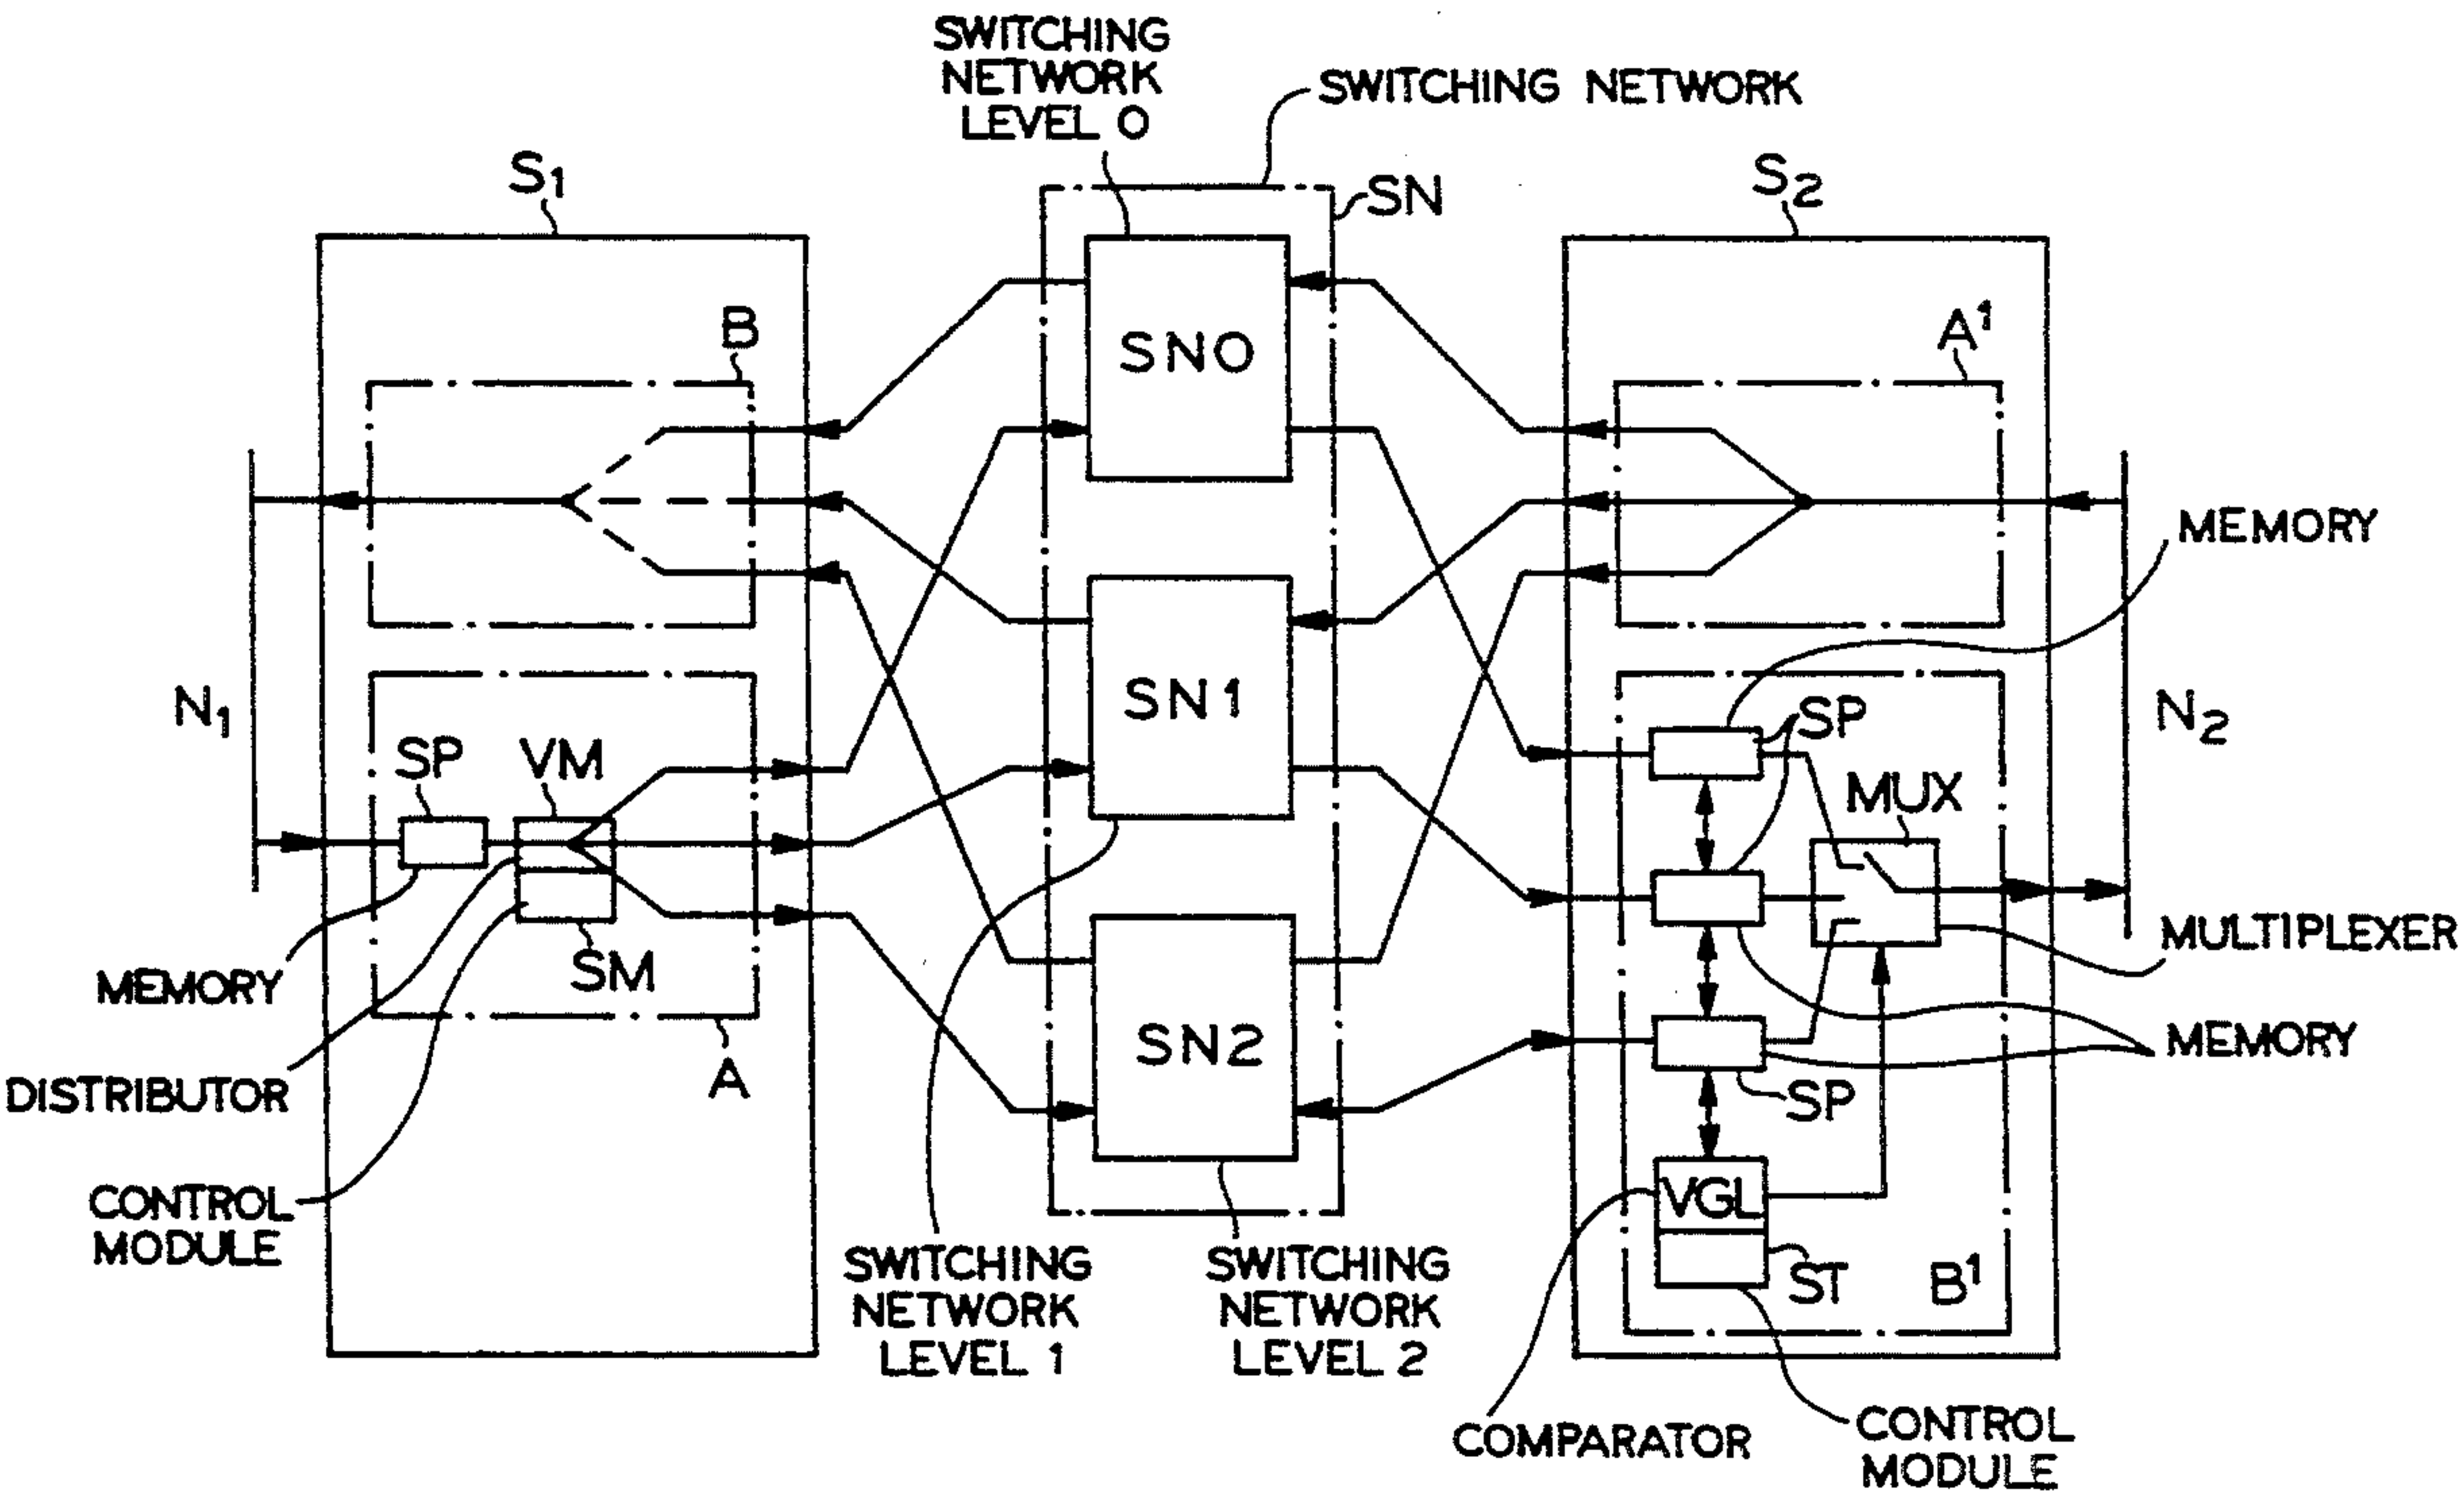 SWITCHING
NETWORK
LEVEL 0
SWITCHING NETWORK
S1
SN
S2
B
SN0
A1
MEMORY
SN1
N1
SP
VM
SP
N2
MUX
MULTIPLEXER
MEMORY
SM
SN2
MEMORY
A
SP
DISTRIBUTOR
CONTROL
MODULE
VGL
ST
B1
SWITCHING
NETWORK
LEVEL 1
SWITCHING
NETWORK
LEVEL 2
COMPARATOR
CONTROL
MODULE